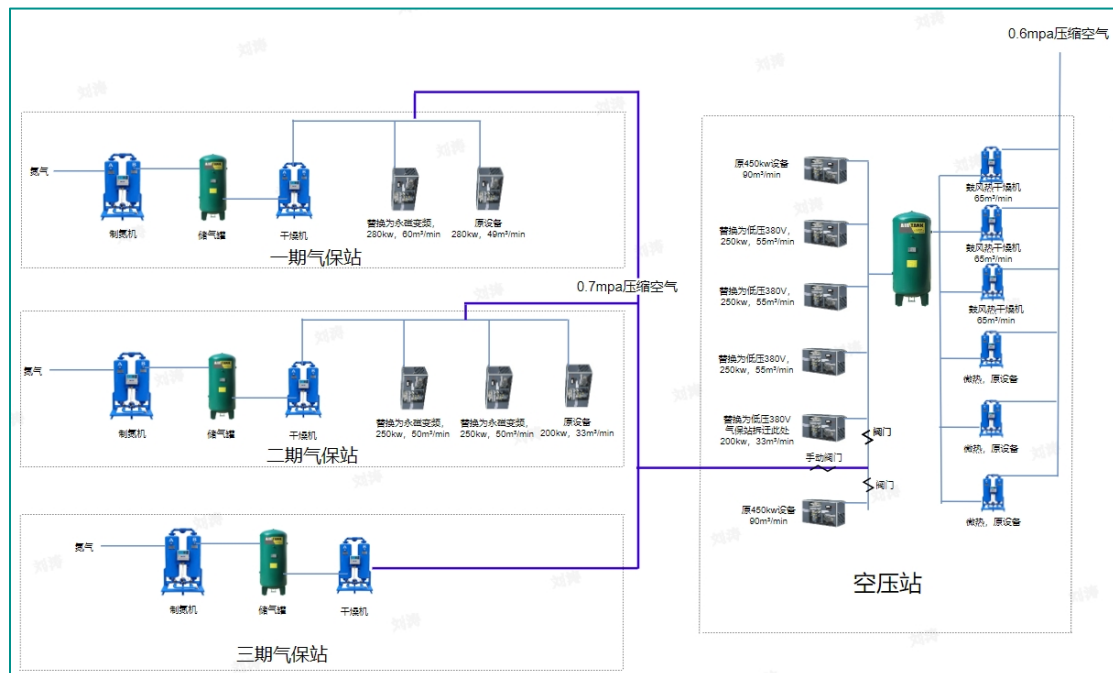 0.6mpa压缩空气
氮气
制氮机
储气罐
干燥机
替换为永磁变频,
280kw, 60m³/min
原设备
280kw, 49m³/min
一期气保站
0.7mpa压缩空气
氮气
制氮机
储气罐
干燥机
替换为永磁变频,
250kw, 50m³/min
替换为永磁变频,
250kw, 50m³/min
原设备
200kw, 33m³/min
二期气保站
氮气
制氮机
储气罐
干燥机
三期气保站
原450kw设备
90m³/min
替换为低压380V,
250kw, 55m³/min
替换为低压380V,
250kw, 55m³/min
替换为低压380V,
250kw, 55m³/min
替换为低压380V
气保站拆迁此处
200kw, 33m³/min
阀门
手动阀门
阀门
原450kw设备
90m³/min
鼓风热干燥机
65m³/min
鼓风热干燥机
65m³/min
鼓风热干燥机
65m³/min
微热，原设备
微热，原设备
微热，原设备
空压站
刘涛